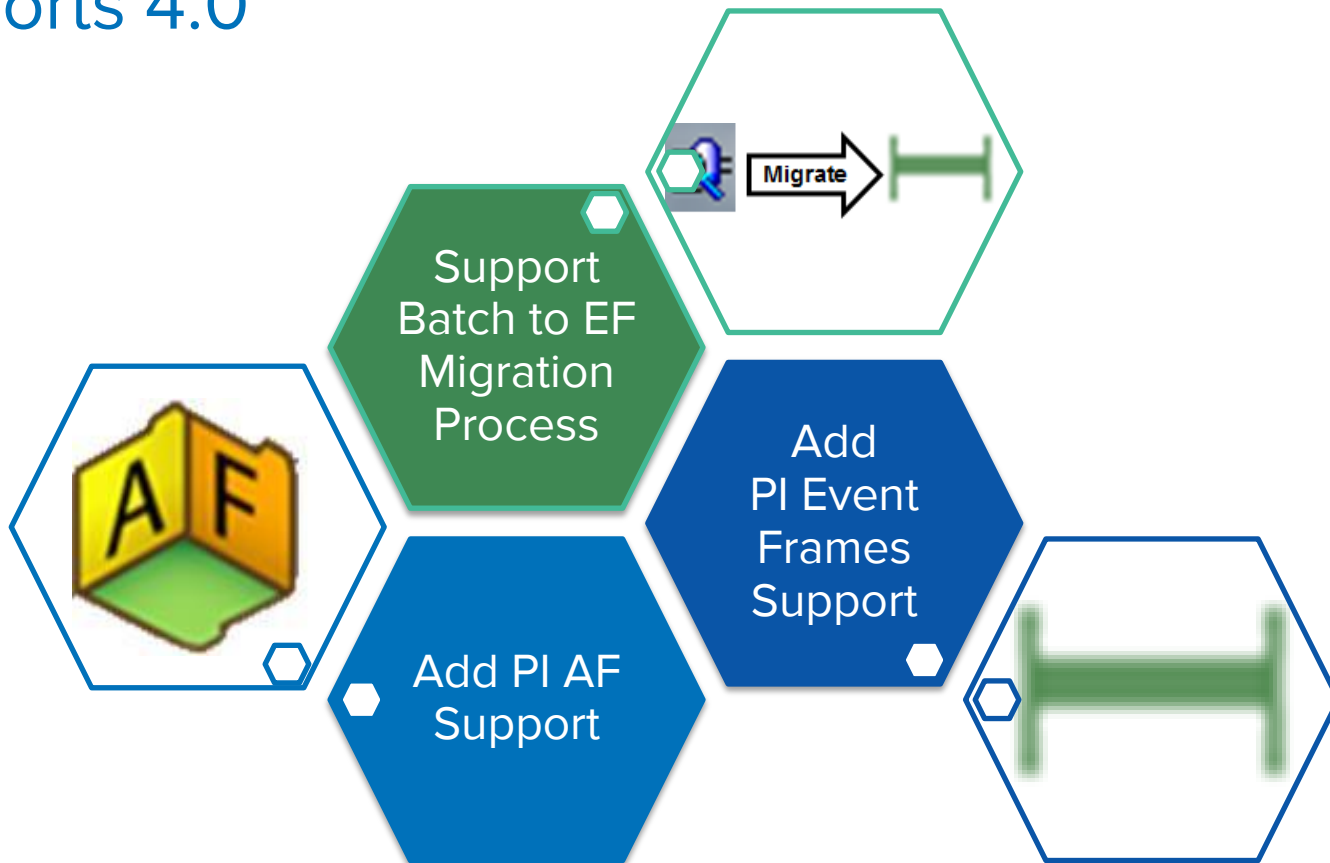 orts 4.0
Migrate
Support
Batch to EF
Migration
Process
Add
PI Event
Frames
Support
A F
Add PI AF
Support